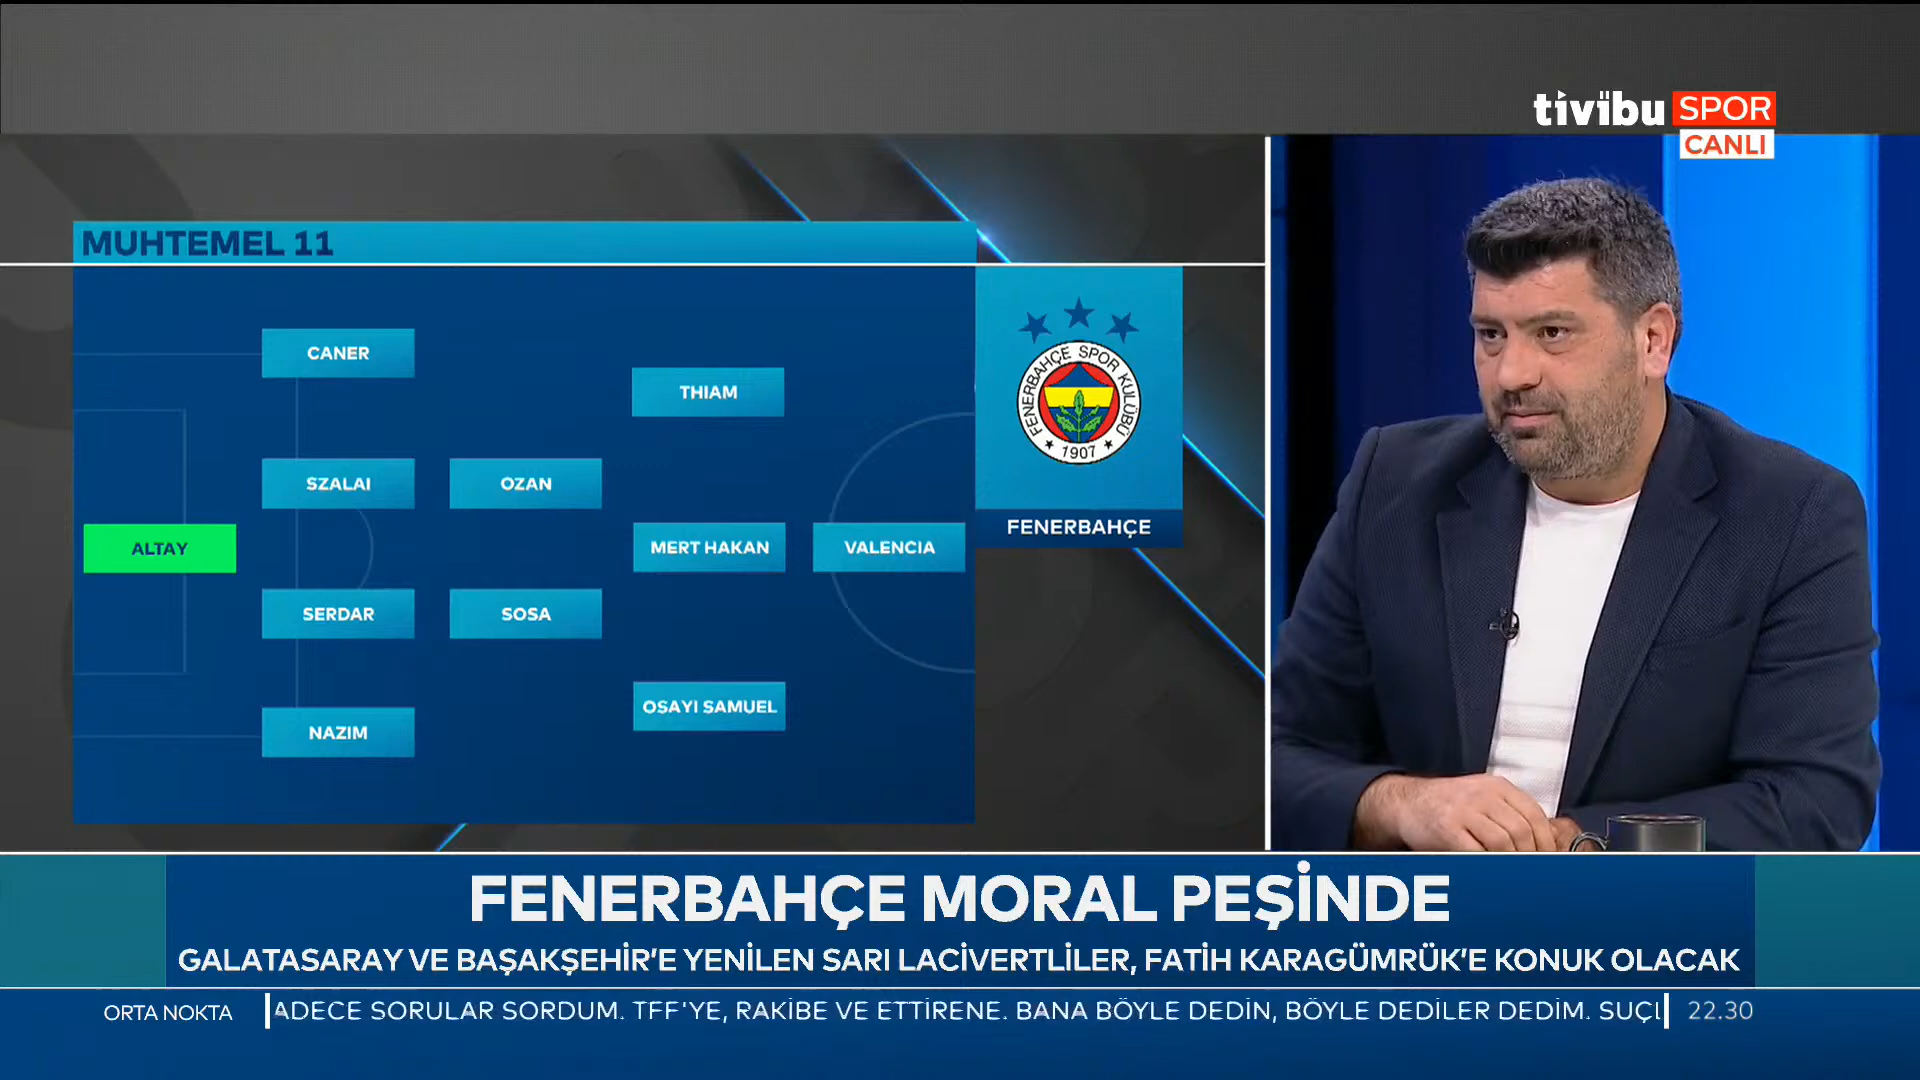 tivibu SPOR
CANLI
MUHTEMEL 11
CANER
THIAM
SZALAI
OZAN
ALTAY
MERT HAKAN
VALENCIA
SERDAR
SOSA
OSAYI SAMUEL
NAZIM
FENERBAHÇE SPOR KULÜBÜ
1907
FENERBAHÇE
FENERBAHÇE MORAL PEŞİNDE
GALATASARAY VE BAŞAKŞEHİR'E YENİLEN SARI LACİVERTLİLER, FATİH KARAGÜMRÜK'E KONUK OLACAK
ORTA NOKTA
ADECE SORULAR SORDUM. TFF'YE, RAKİBE VE ETTİRENE. BANA BÖYLE DEDİN, BÖYLE DEDİLER DEDİM. SUÇL
22.30